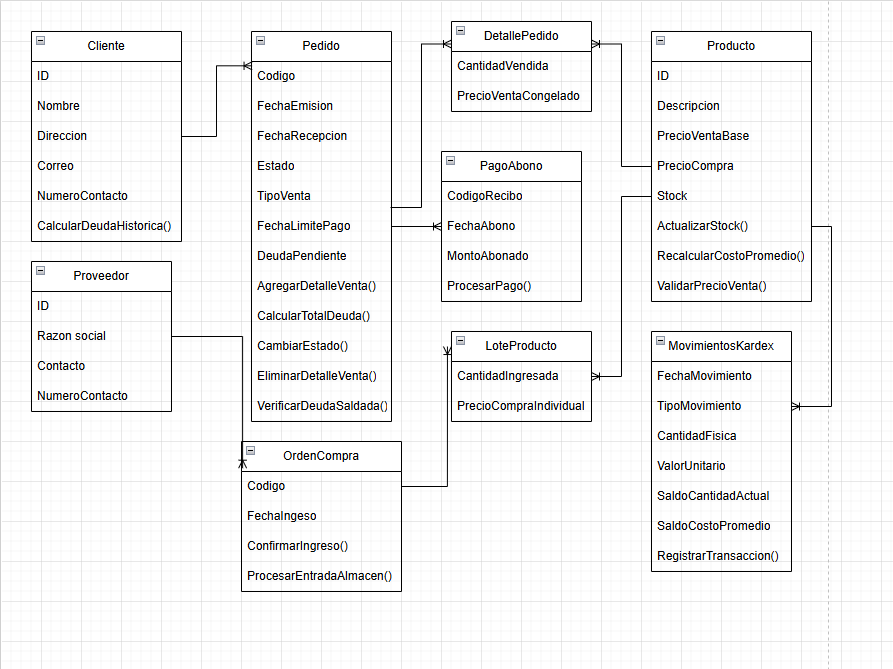 Cliente
ID
Nombre
Direccion
Correo
NumeroContacto
CalcularDeudaHistorica()
Proveedor
ID
Razon social
Contacto
NumeroContacto
Pedido
Codigo
FechaEmision
FechaRecepcion
Estado
TipoVenta
FechaLimitePago
DeudaPendiente
AgregarDetalleVenta()
CalcularTotalDeuda()
CambiarEstado()
EliminarDetalleVenta()
VerificarDeudaSaldada()
OrdenCompra
Codigo
FechaIngeso
ConfirmarIngreso()
ProcesarEntradaAlmacen()
DetallePedido
CantidadVendida
PrecioVentaCongelado
PagoAbono
CodigoRecibo
FechaAbono
MontoAbonado
ProcesarPago()
LoteProducto
CantidadIngresada
PrecioCompraIndividual
Producto
ID
Descripcion
PrecioVentaBase
PrecioCompra
Stock
ActualizarStock()
RecalcularCostoPromedio()
ValidarPrecioVenta()
MovimientosKardex
FechaMovimiento
TipoMovimiento
CantidadFisica
ValorUnitario
SaldoCantidadActual
SaldoCostoPromedio
RegistrarTransaccion()